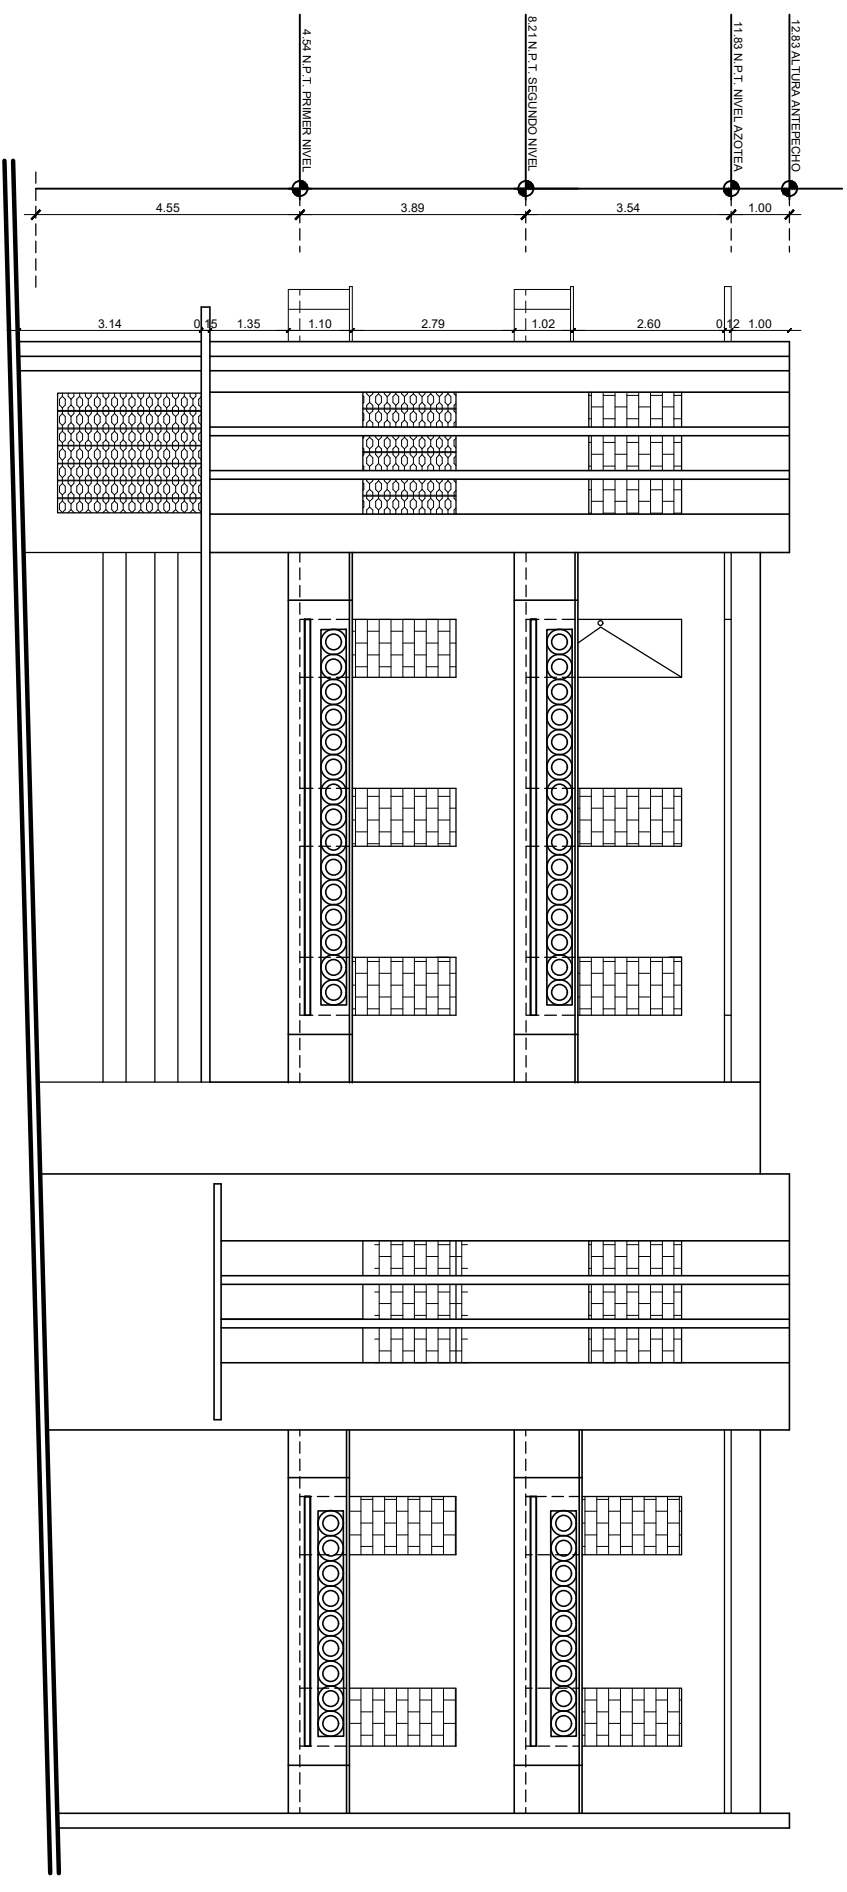 4.54 N.P.T. PRIMER NIVEL
8.21 N.P.T. SEGUNDO NIVEL
11.83 N.P.T. NIVEL AZOTEA
12.83 ALTURA ANTEPECHO
4.55 3.89 3.54 1.00
3.14 0.15 1.35 1.10 2.79 1.02 2.60 0.12 1.00